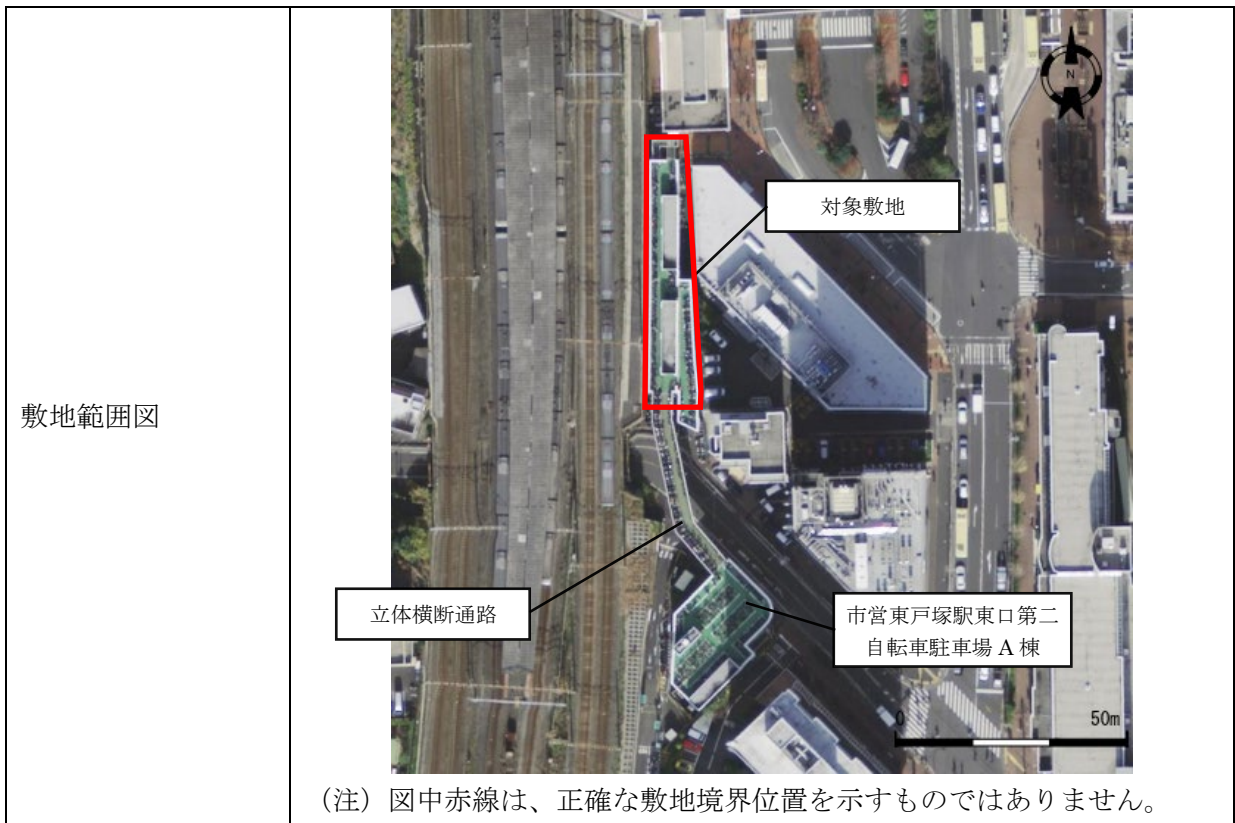 敷地範囲図
N
対象敷地
立体横断通路
市営東戸塚駅東口第二
自転車駐車場 A 棟
0 50m
（注）図中赤線は、正確な敷地境界位置を示すものではありません。